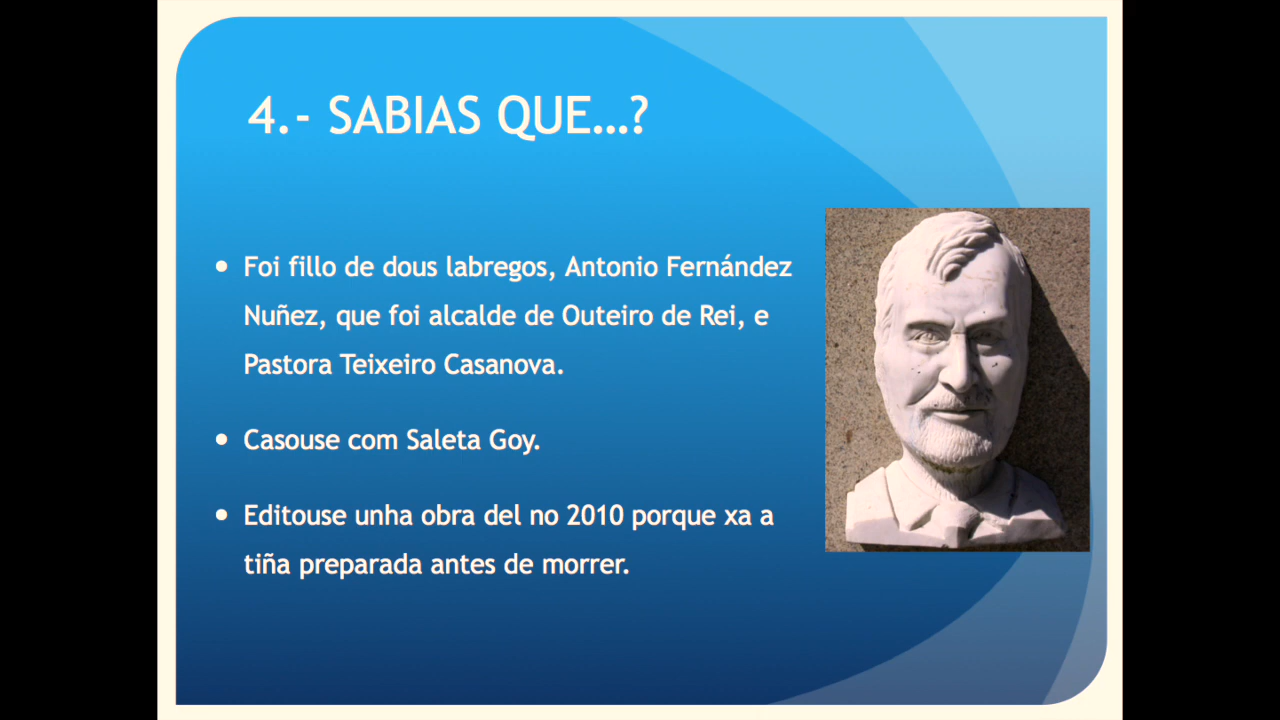 4.- SABIAS QUE...?
• Foi fillo de dous labregos, Antonio Fernández
Nuñez, que foi alcalde de Outeiro de Rei, e
Pastora Teixeiro Casanova.
• Casouse com Saleta Goy.
• Editouse unha obra del no 2010 porque xa a
tiña preparada antes de morrer.